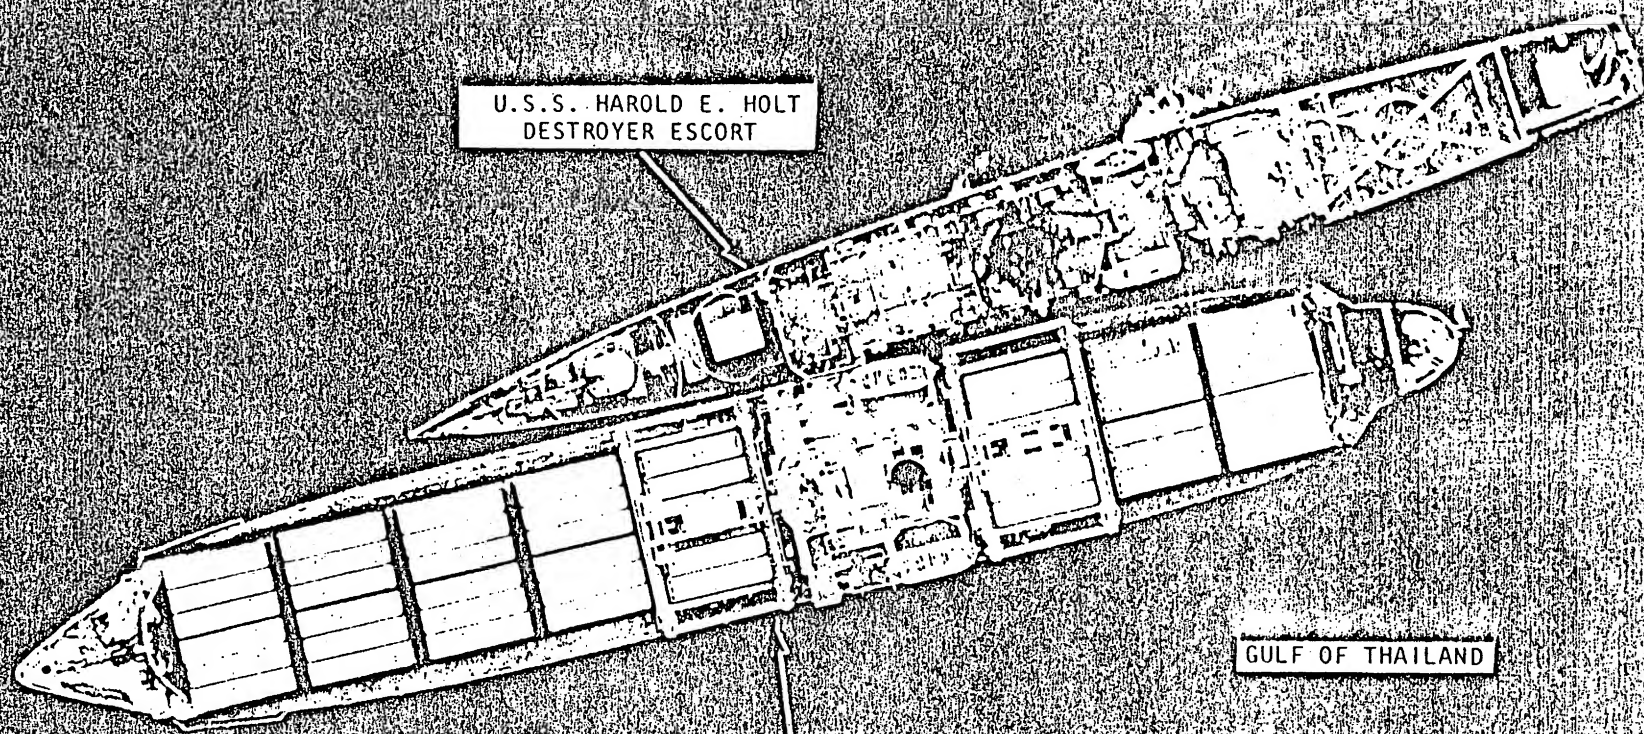 U.S.S. HAROLD E. HOLT
DESTROYER ESCORT
GULF OF THAILAND